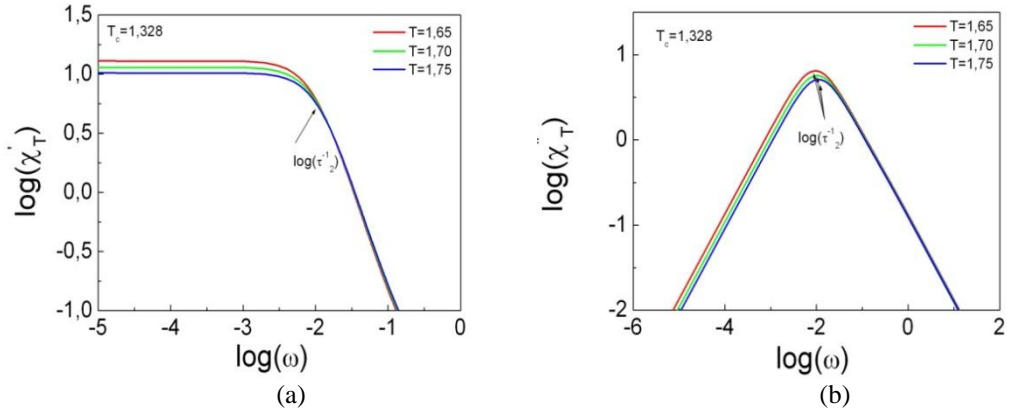 T_c=1,328
T=1,65
T=1,70
T=1,75
log(τ⁻¹₂)
log(χ'_T)
1,5
1,0
0,5
0,0
-0,5
-1,0
-5
-4
-3
-2
-1
0
log(ω)
(a)
T_c=1,328
T=1,65
T=1,70
T=1,75
log(τ⁻¹₂)
log(χ''_T)
1
0
-1
-2
-6
-4
-2
0
2
log(ω)
(b)